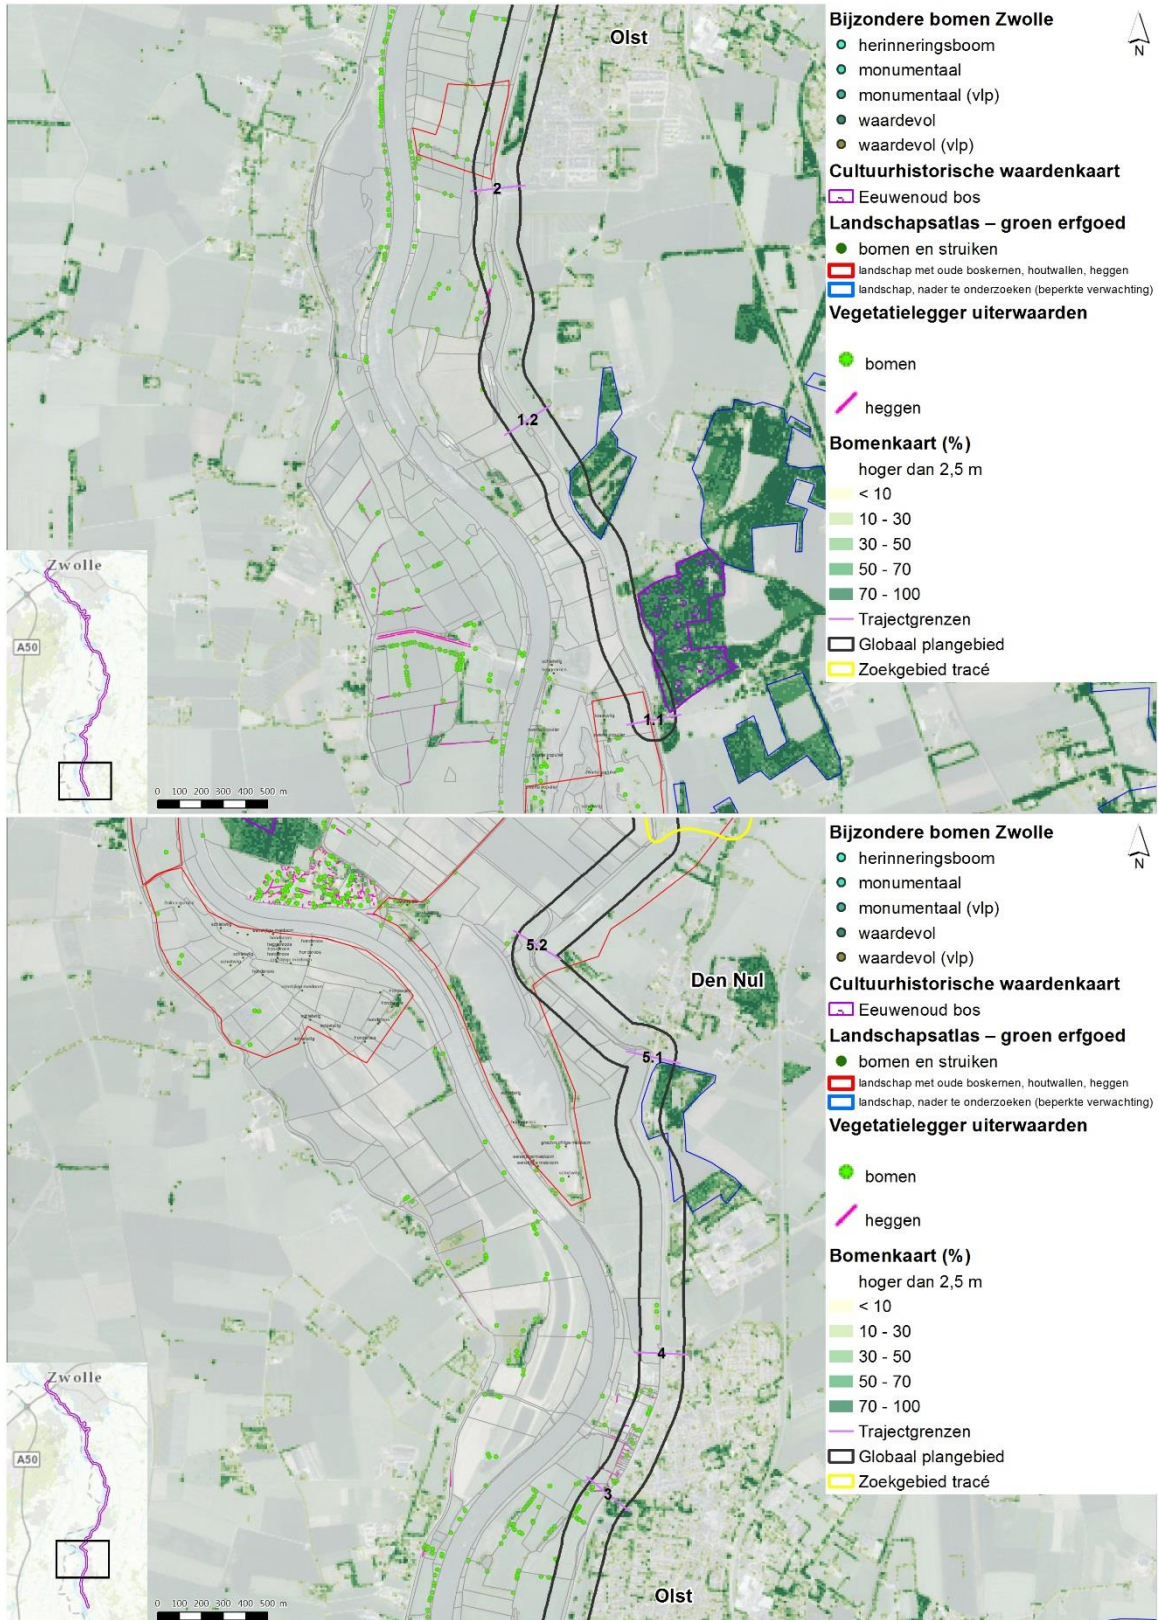 Olst
2
1.2
1.1
Zwolle
A50
0 100 200 300 400 500 m
Bijzondere bomen Zwolle
herinneringsboom
monumentaal
monumentaal (vlp)
waardevol
waardevol (vlp)
Cultuurhistorische waardenkaart
Eeuwenoud bos
Landschapsatlas – groen erfgoed
bomen en struiken
landschap met oude boskernen, houtwallen, heggen
landschap, nader te onderzoeken (beperkte verwachting)
Vegetatielegger uiterwaarden
bomen
heggen
Bomenkaart (%)
hoger dan 2,5 m
< 10
10 - 30
30 - 50
50 - 70
70 - 100
Trajectgrenzen
Globaal plangebied
Zoekgebied tracé
N
5.2
Den Nul
5.1
4
3
Olst
Zwolle
A50
0 100 200 300 400 500 m
Bijzondere bomen Zwolle
herinneringsboom
monumentaal
monumentaal (vlp)
waardevol
waardevol (vlp)
Cultuurhistorische waardenkaart
Eeuwenoud bos
Landschapsatlas – groen erfgoed
bomen en struiken
landschap met oude boskernen, houtwallen, heggen
landschap, nader te onderzoeken (beperkte verwachting)
Vegetatielegger uiterwaarden
bomen
heggen
Bomenkaart (%)
hoger dan 2,5 m
< 10
10 - 30
30 - 50
50 - 70
70 - 100
Trajectgrenzen
Globaal plangebied
Zoekgebied tracé
N